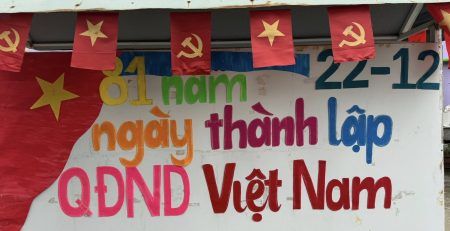 81 nam 22-12
ngày thành lập
QĐND Việt Nam